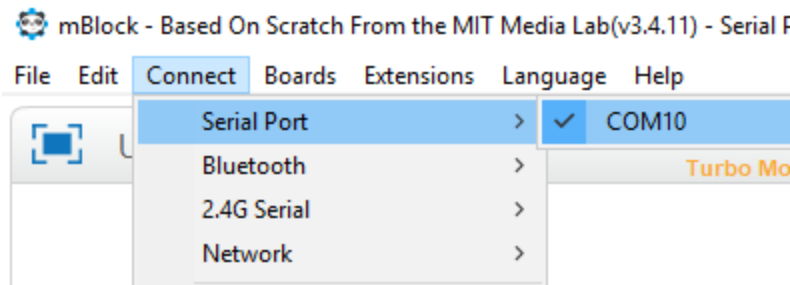 mBlock - Based On Scratch From the MIT Media Lab(v3.4.11) - Serial
File Edit Connect Boards Extensions Language Help
Serial Port COM10
Bluetooth
Turbo
2.4G Serial
Network